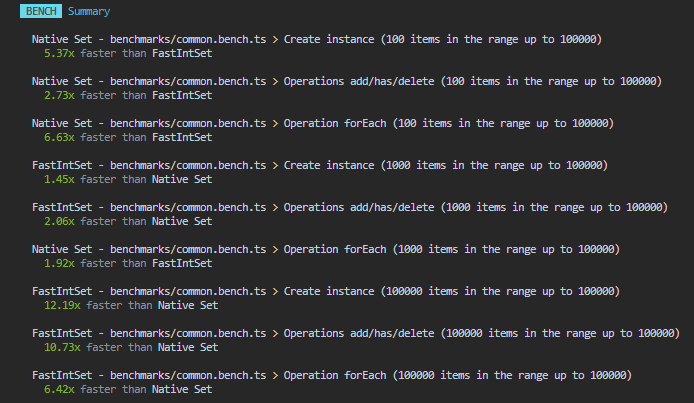 BENCH Summary
Native Set - benchmarks/common.bench.ts > Create instance (100 items in the range up to 100000)
5.37x faster than FastIntSet
Native Set - benchmarks/common.bench.ts > Operations add/has/delete (100 items in the range up to 100000)
2.73x faster than FastIntSet
Native Set - benchmarks/common.bench.ts > Operation forEach (100 items in the range up to 100000)
6.63x faster than FastIntSet
FastIntSet - benchmarks/common.bench.ts > Create instance (1000 items in the range up to 100000)
1.45x faster than Native Set
FastIntSet - benchmarks/common.bench.ts > Operations add/has/delete (1000 items in the range up to 100000)
2.06x faster than Native Set
Native Set - benchmarks/common.bench.ts > Operation forEach (1000 items in the range up to 100000)
1.92x faster than FastIntSet
FastIntSet - benchmarks/common.bench.ts > Create instance (100000 items in the range up to 100000)
12.19x faster than Native Set
FastIntSet - benchmarks/common.bench.ts > Operations add/has/delete (100000 items in the range up to 100000)
10.73x faster than Native Set
FastIntSet - benchmarks/common.bench.ts > Operation forEach (100000 items in the range up to 100000)
6.42x faster than Native Set